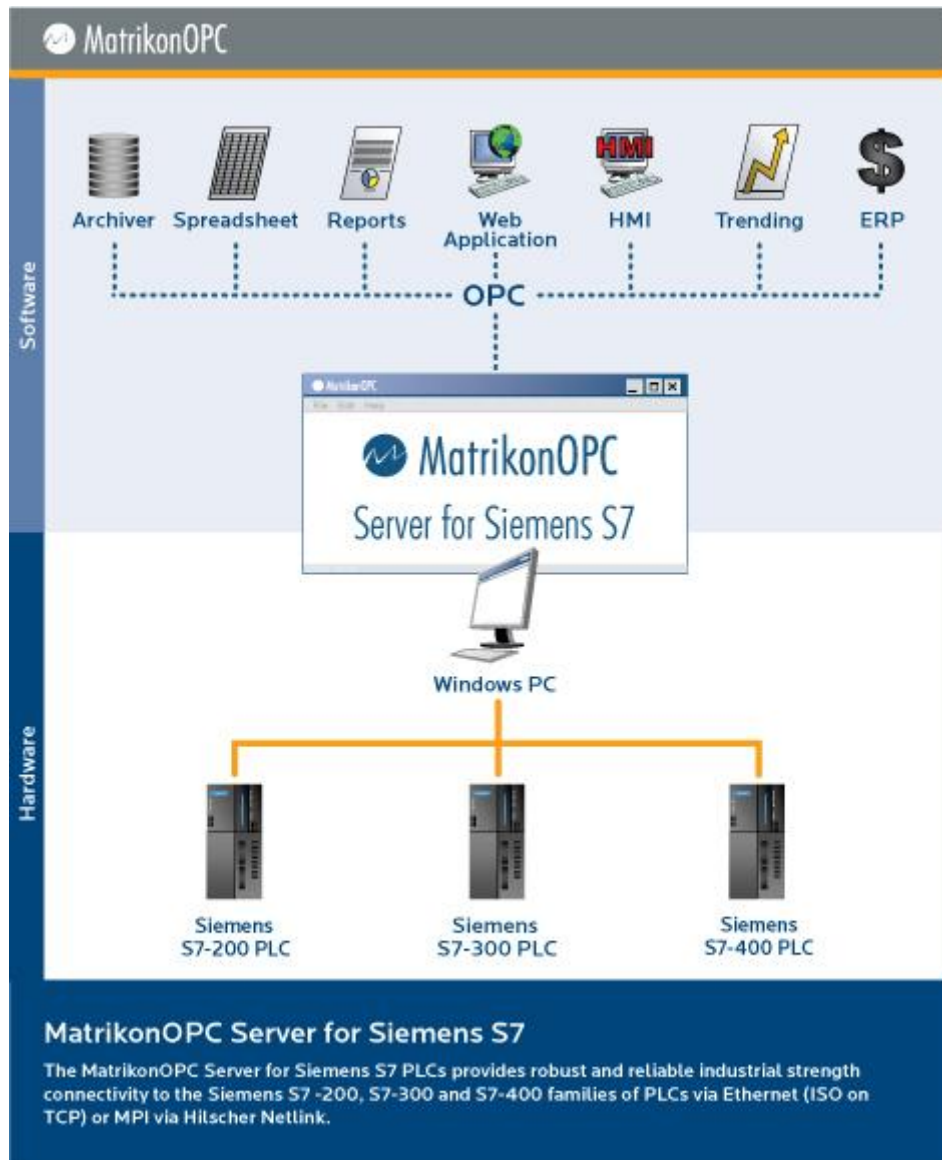 MatrikonOPC
Software
Archiver
Spreadsheet
Reports
Web
Application
HMI
HMI
Trending
$
ERP
OPC
MatrikonOPC
File Edit Help
MatrikonOPC
Server for Siemens S7
Hardware
Windows PC
Siemens
S7-200 PLC
Siemens
S7-300 PLC
Siemens
S7-400 PLC
MatrikonOPC Server for Siemens S7
The MatrikonOPC Server for Siemens S7 PLCs provides robust and reliable industrial strength
connectivity to the Siemens S7 -200, S7-300 and S7-400 families of PLCs via Ethernet (ISO on
TCP) or MPI via Hilscher Netlink.